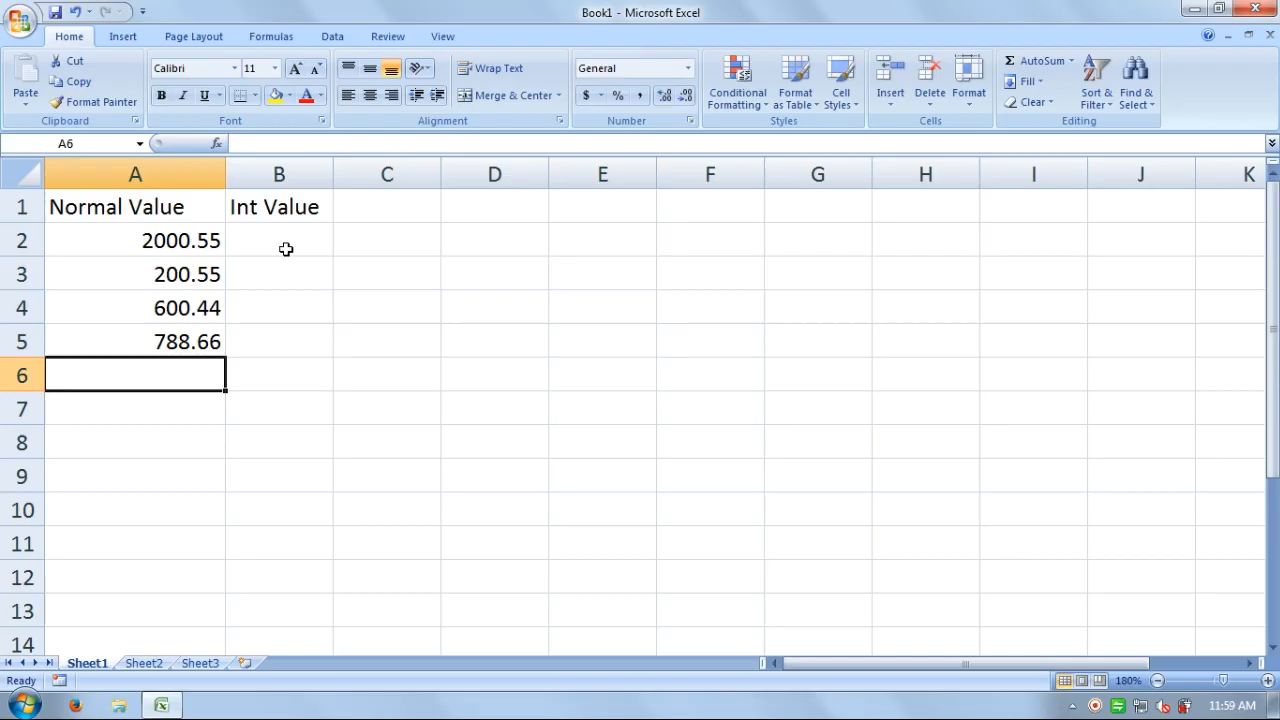 Book1 - Microsoft Excel
Home Insert Page Layout Formulas Data Review View
Paste
Cut
Copy
Format Painter
Clipboard
Calibri 11
B I U A
Font
Wrap Text
Merge & Center
Alignment
General
$ % ,
Number
Conditional Formatting
Format as Table
Cell Styles
Styles
Insert Delete Format
Cells
Σ AutoSum
Fill
Clear
Sort & Filter
Find & Select
Editing
A6 fx
A B C D E F G H I J K
1 Normal Value Int Value
2 2000.55
3 200.55
4 600.44
5 788.66
6
7
8
9
10
11
12
13
14
Sheet1 Sheet2 Sheet3
Ready 180%
11:59 AM